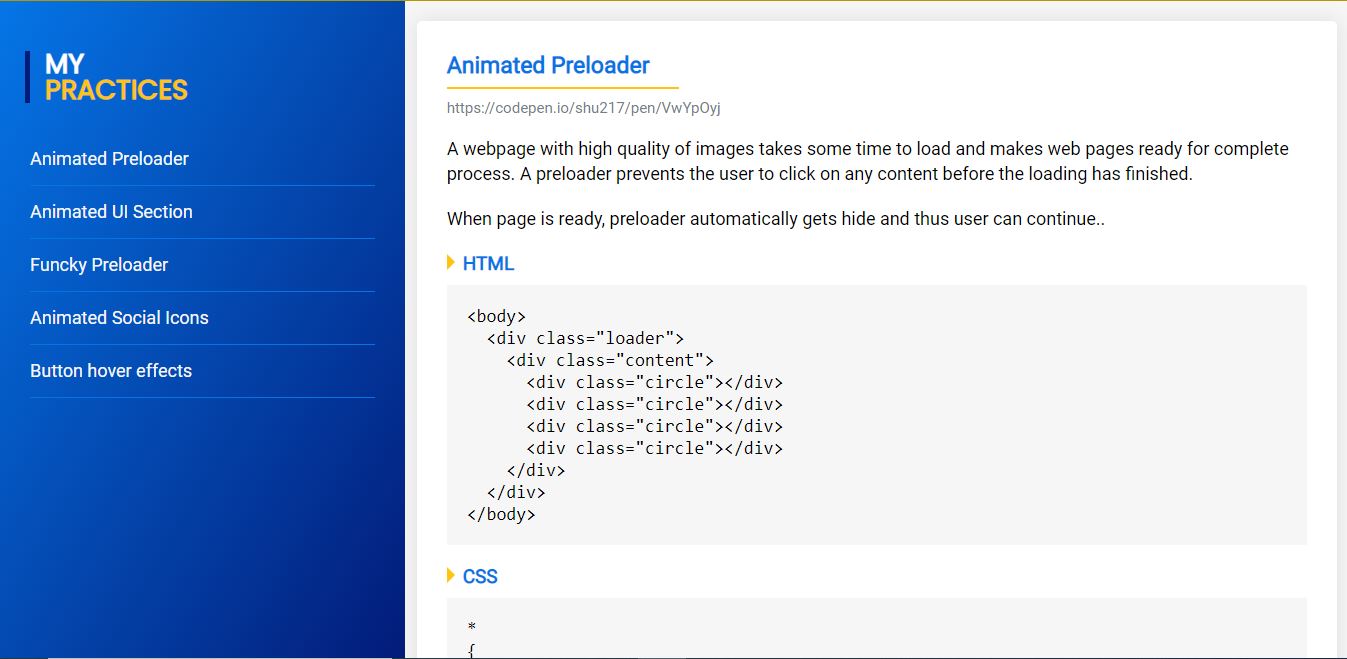 MY
PRACTICES
Animated Preloader
Animated UI Section
Funcky Preloader
Animated Social Icons
Button hover effects
Animated Preloader
https://codepen.io/shu217/pen/VwYpOyj
A webpage with high quality of images takes some time to load and makes web pages ready for complete
process. A preloader prevents the user to click on any content before the loading has finished.
When page is ready, preloader automatically gets hide and thus user can continue..
HTML
<body>
  <div class="loader">
    <div class="content">
      <div class="circle"></div>
      <div class="circle"></div>
      <div class="circle"></div>
      <div class="circle"></div>
    </div>
  </div>
</body>
CSS
*
{